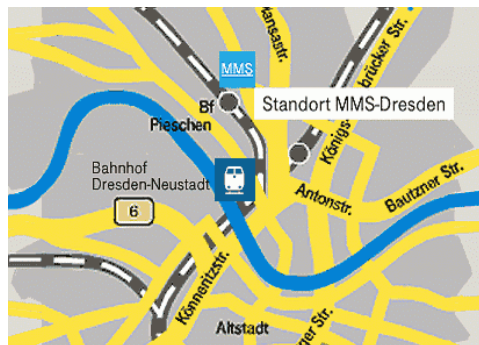 Hansastr.
MMS
Standort MMS-Dresden
Bf
Pieschen
Königs-
brücker Str.
Bahnhof
Dresden-Neustadt
6
Antonstr.
Bautzner Str.
Könneritzstr.
Altstadt
Str.